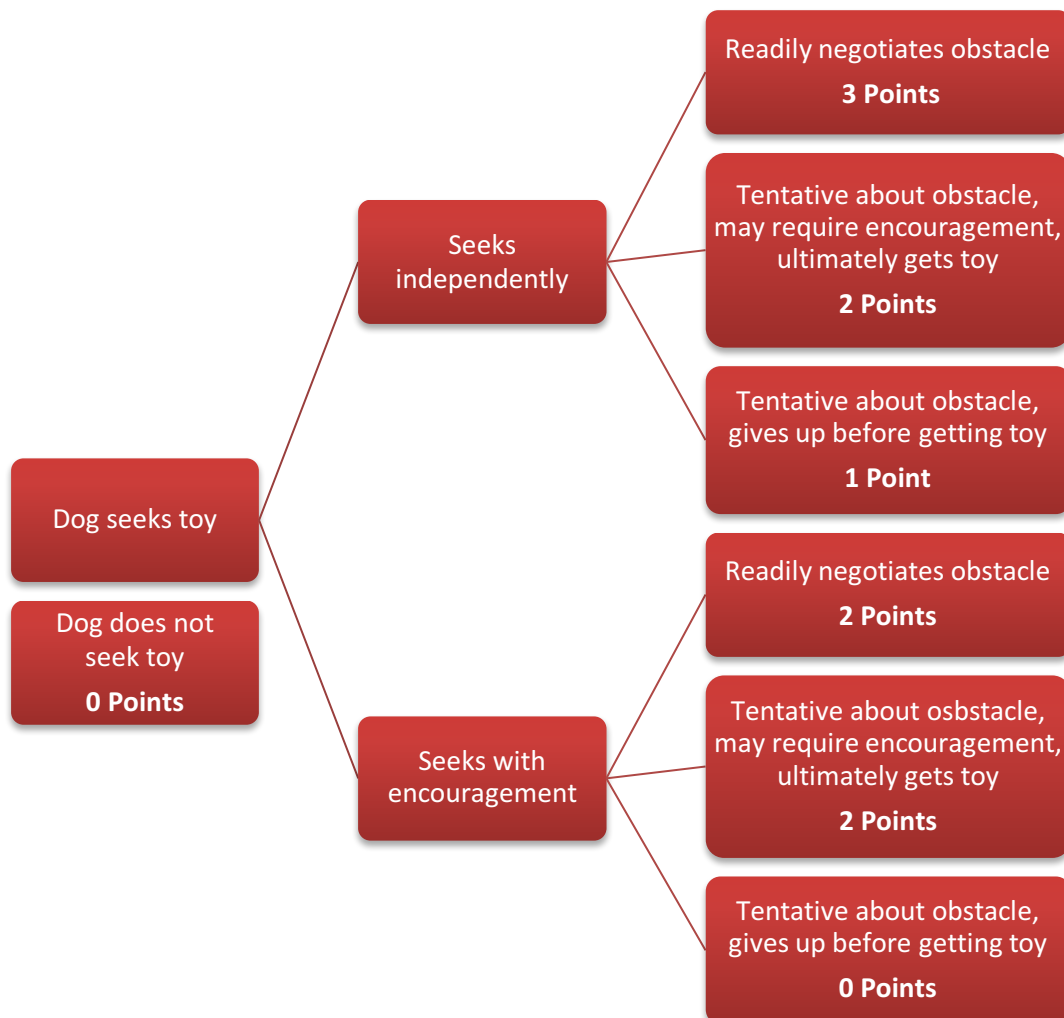 Dog seeks toy
Dog does not
seek toy
0 Points
Seeks
independently
Readily negotiates obstacle
3 Points
Tentative about obstacle,
may require encouragement,
ultimately gets toy
2 Points
Tentative about obstacle,
gives up before getting toy
1 Point
Seeks with
encouragement
Readily negotiates obstacle
2 Points
Tentative about osbstacle,
may require encouragement,
ultimately gets toy
2 Points
Tentative about obstacle,
gives up before getting toy
0 Points